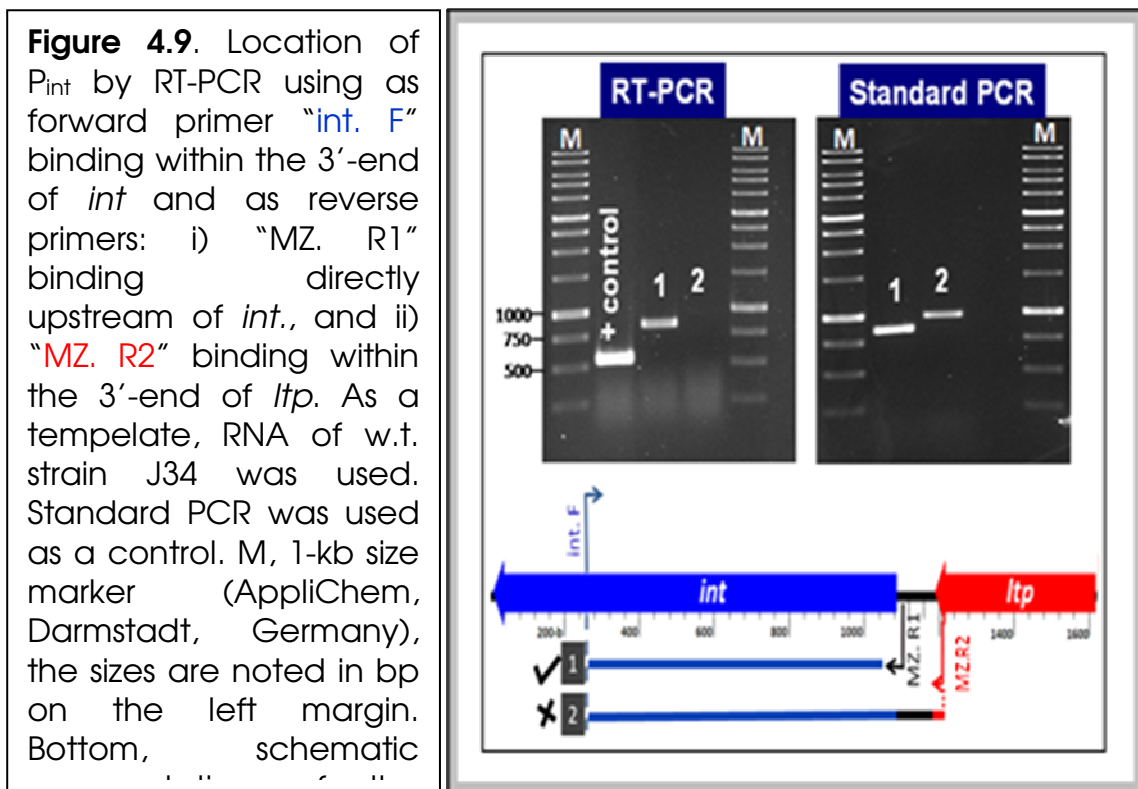 Figure 4.9. Location of
Pint by RT-PCR using as
forward primer “int. F”
binding within the 3’-end
of int and as reverse
primers: i) “MZ. R1”
binding directly
upstream of int., and ii)
“MZ. R2” binding within
the 3’-end of ltp. As a
tempelate, RNA of w.t.
strain J34 was used.
Standard PCR was used
as a control. M, 1-kb size
marker (AppliChem,
Darmstadt, Germany),
the sizes are noted in bp
on the left margin.
Bottom, schematic
RT-PCR
Standard PCR
M
+ control
1
2
M
M
1
2
M
1000
750
500
int. F
int
ltp
200
400
600
800
1000
1400
1600
MZ. R1
MZ.R2
1
2